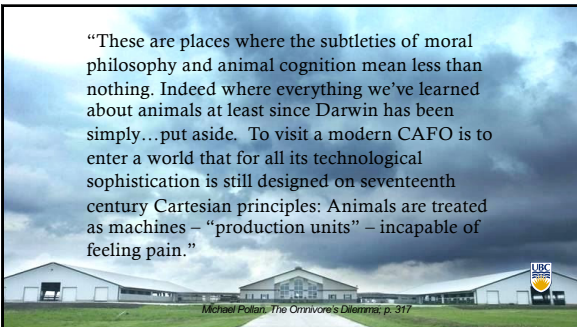 “These are places where the subtleties of moral
philosophy and animal cognition mean less than
nothing. Indeed where everything we’ve learned
about animals at least since Darwin has been
simply…put aside.  To visit a modern CAFO is to
enter a world that for all its technological
sophistication is still designed on seventeenth
century Cartesian principles: Animals are treated
as machines – “production units” – incapable of
feeling pain.”
UBC
Michael Pollan, The Omnivore’s Dilemma; p. 317